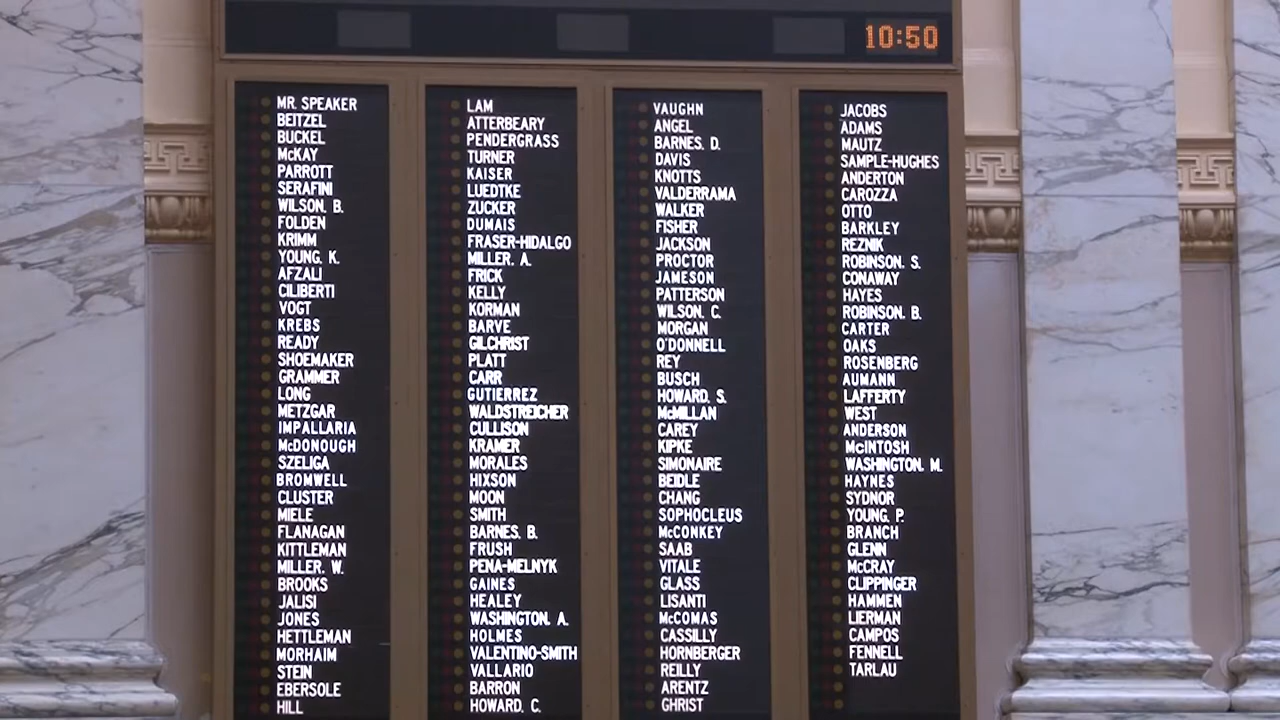 10:50
MR. SPEAKER
BEITZEL
BUCKEL
McKAY
PARROTT
SERAFINI
WILSON, B.
FOLDEN
KRIMM
YOUNG, K.
AFZALI
CILIBERTI
VOGT
KREBS
READY
SHOEMAKER
GRAMMER
LONG
METZGAR
IMPALLARIA
McDONOUGH
SZELIGA
BROMWELL
CLUSTER
MIELE
FLANAGAN
KITTLEMAN
MILLER, W.
BROOKS
JALISI
JONES
HETTLEMAN
MORHAIM
STEIN
EBERSOLE
HILL
LAM
ATTERBEARY
PENDERGRASS
TURNER
KAISER
LUEDTKE
ZUCKER
DUMAIS
FRASER-HIDALGO
MILLER, A.
FRICK
KELLY
KORMAN
BARVE
GILCHRIST
PLATT
CARR
GUTIERREZ
WALDSTREICHER
CULLISON
KRAMER
MORALES
HIXSON
MOON
SMITH
BARNES, B.
FRUSH
PENA-MELNYK
GAINES
HEALEY
WASHINGTON, A.
HOLMES
VALENTINO-SMITH
VALLARIO
BARRON
HOWARD, C.
VAUGHN
ANGEL
BARNES, D.
DAVIS
KNOTTS
VALDERRAMA
WALKER
FISHER
JACKSON
PROCTOR
JAMESON
PATTERSON
WILSON, C.
MORGAN
O'DONNELL
REY
BUSCH
HOWARD, S.
McMILLAN
CAREY
KIPKE
SIMONAIRE
BEIDLE
CHANG
SOPHOCLEUS
McCONKEY
SAAB
VITALE
GLASS
LISANTI
McCOMAS
CASSILLY
HORNBERGER
REILLY
ARENTZ
GHRIST
JACOBS
ADAMS
MAUTZ
SAMPLE-HUGHES
ANDERTON
CAROZZA
OTTO
BARKLEY
REZNIK
ROBINSON, S.
CONAWAY
HAYES
ROBINSON, B.
CARTER
OAKS
ROSENBERG
AUMANN
LAFFERTY
WEST
ANDERSON
McINTOSH
WASHINGTON, M.
HAYNES
SYDNOR
YOUNG, P.
BRANCH
GLENN
McCRAY
CLIPPINGER
HAMMEN
LIERMAN
CAMPOS
FENNELL
TARLAU